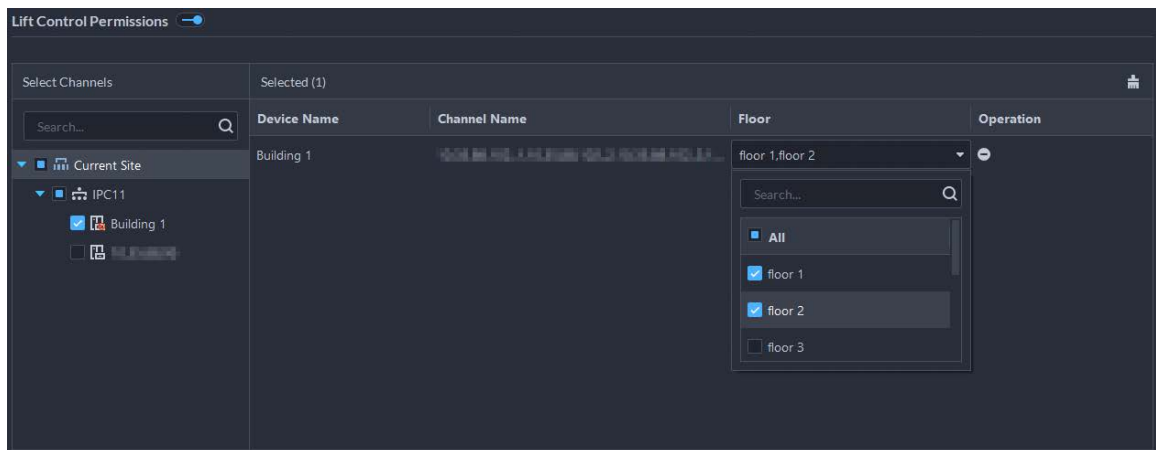 Lift Control Permissions
Select Channels
Selected (1)
Search...
Device Name
Channel Name
Floor
Operation
Current Site
Building 1
floor 1,floor 2
IPC11
Search...
Building 1
All
floor 1
floor 2
floor 3